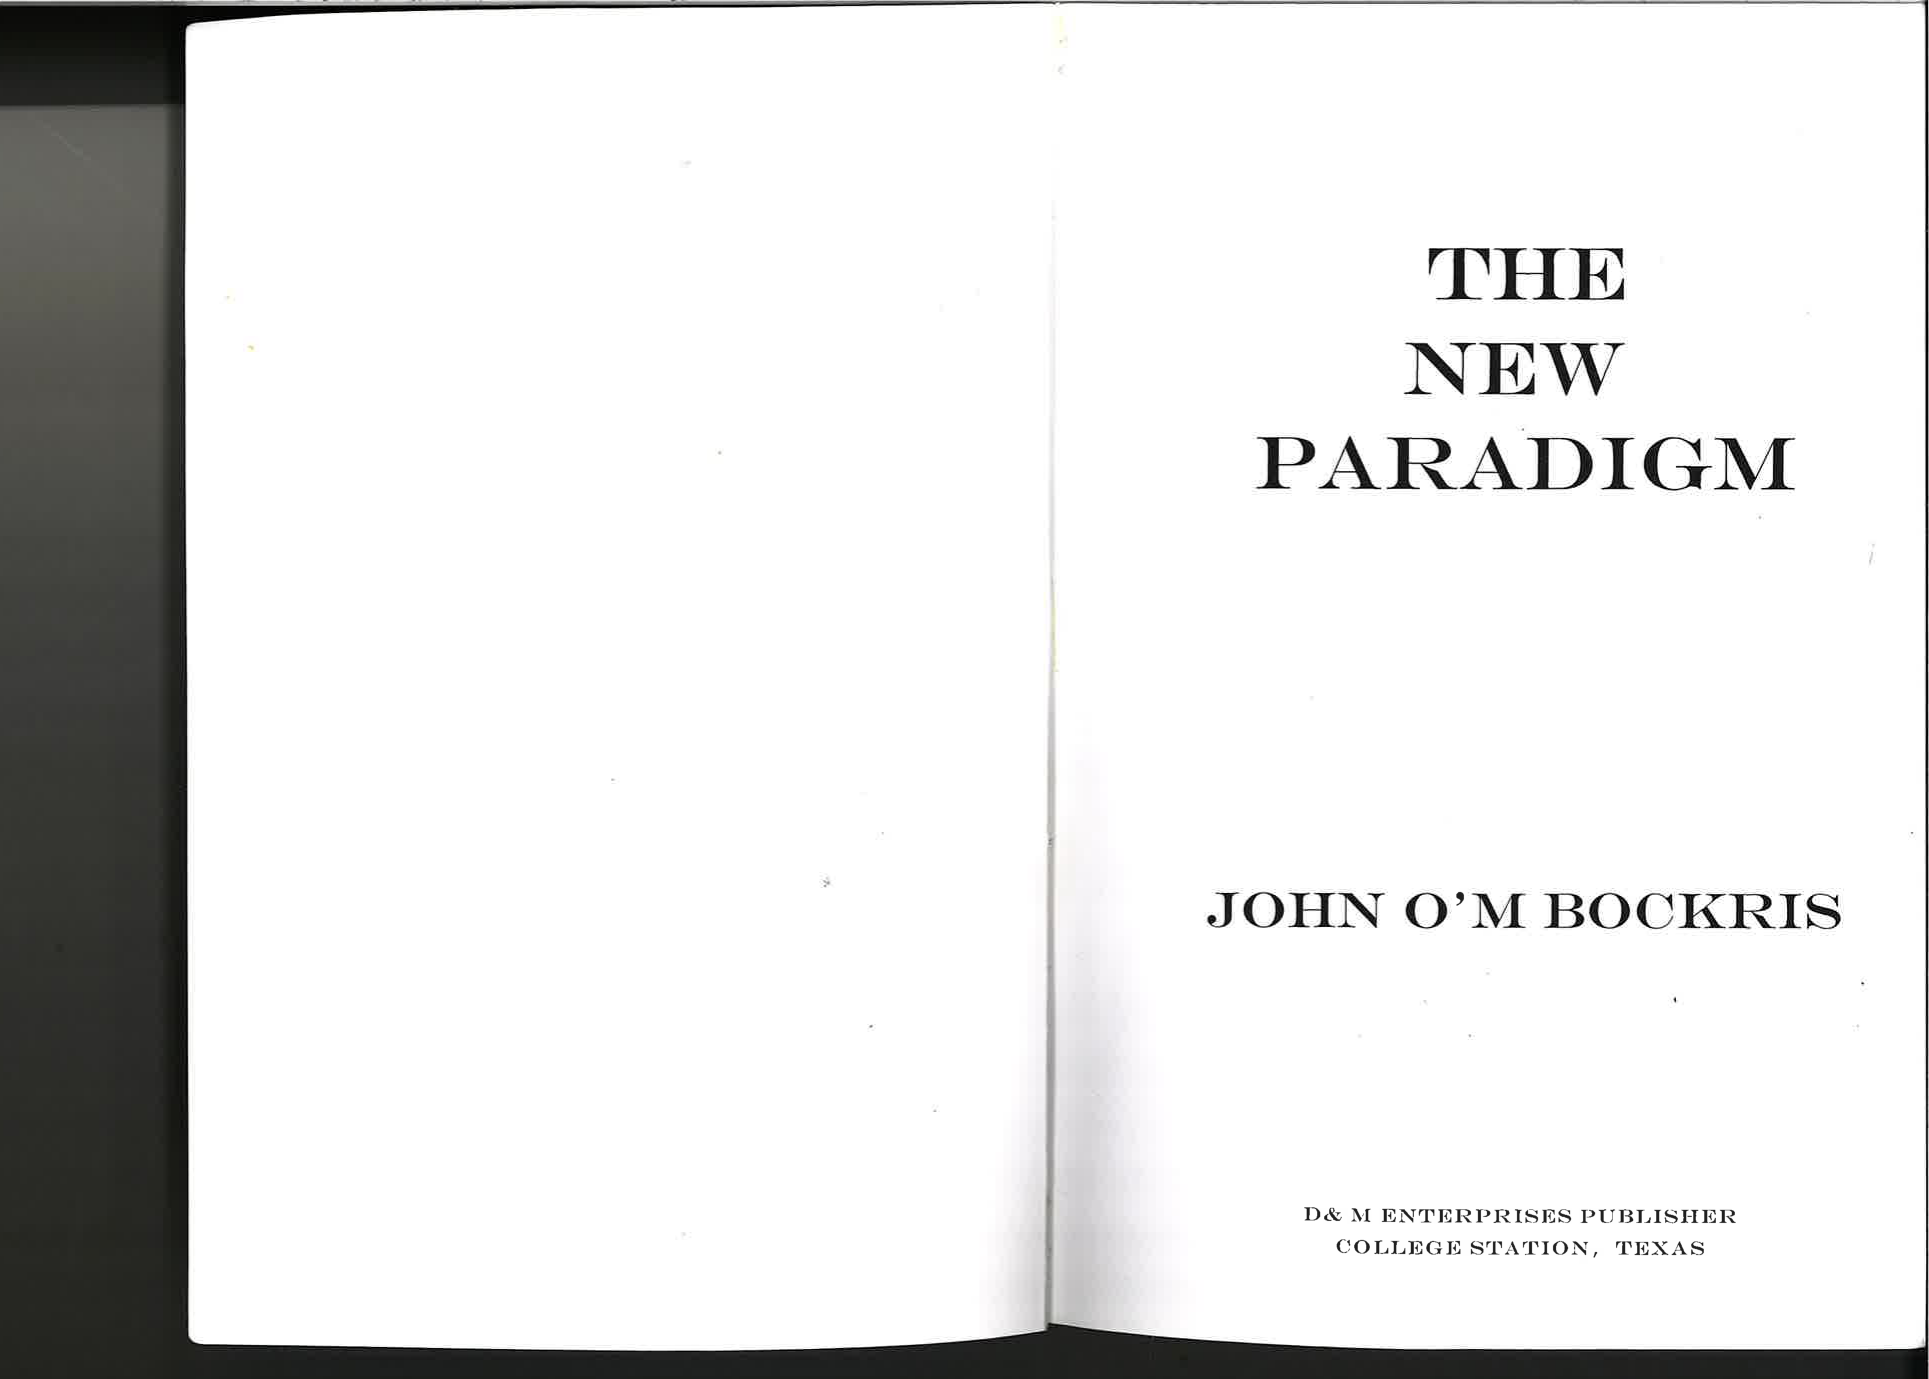 THE
NEW
PARADIGM
JOHN O'M BOCKRIS
D& M ENTERPRISES PUBLISHER
COLLEGE STATION, TEXAS